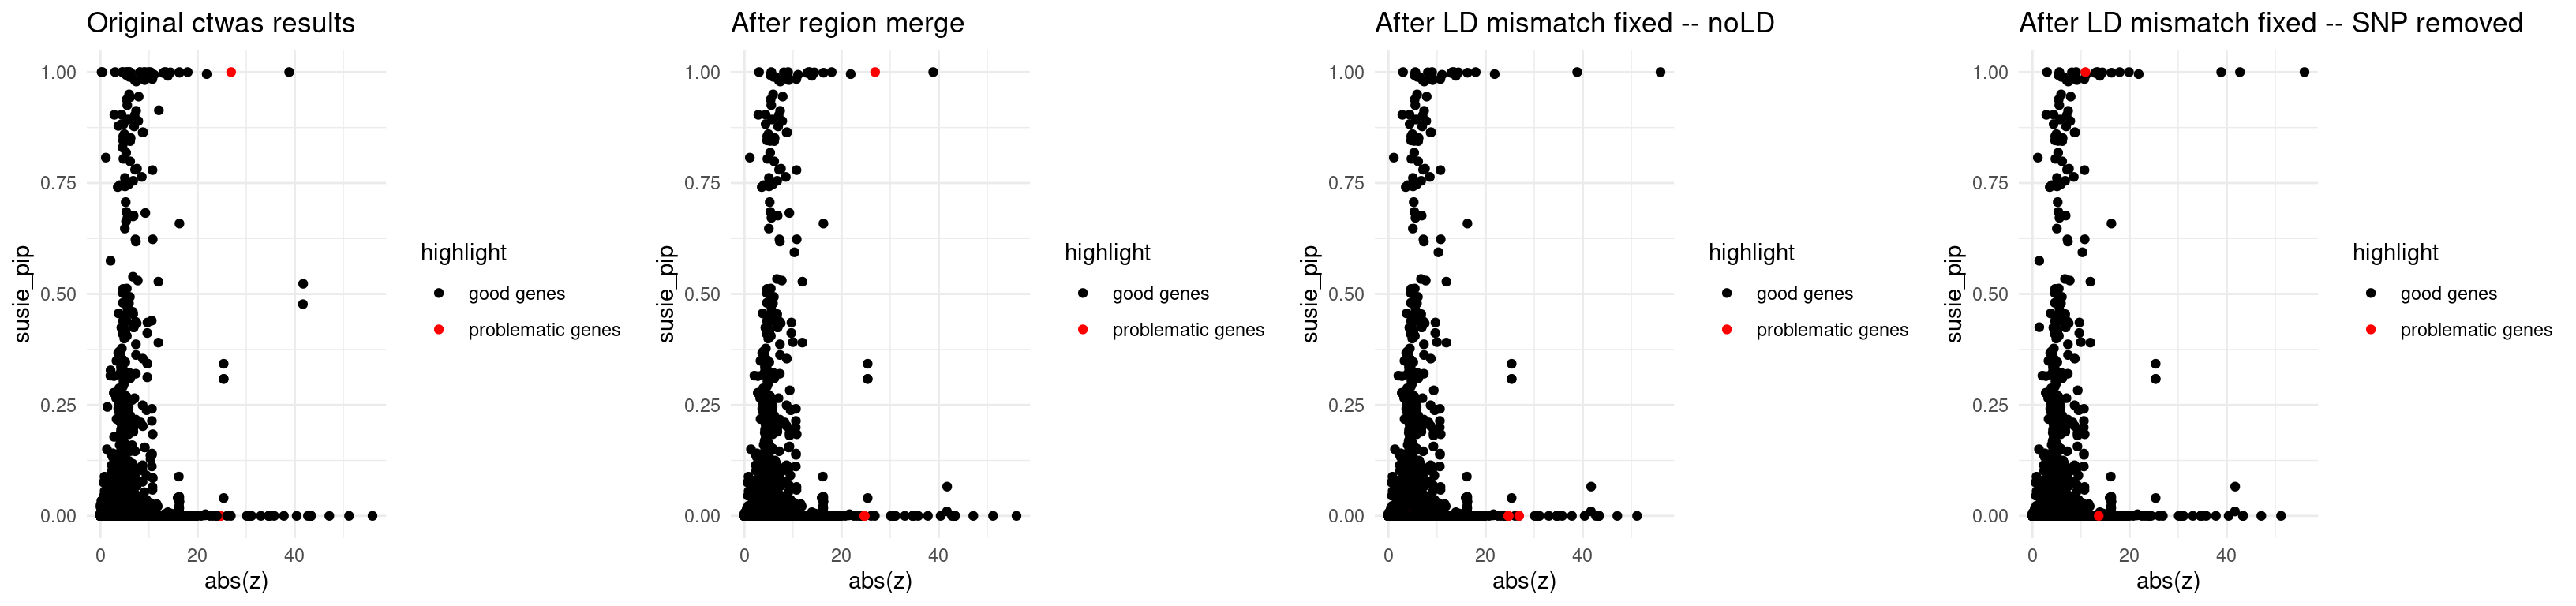 Original ctwas results
1.00
0.75
0.50
0.25
0.00
susie_pip
0
20
40
abs(z)
highlight
good genes
problematic genes
After region merge
1.00
0.75
0.50
0.25
0.00
susie_pip
0
20
40
abs(z)
highlight
good genes
problematic genes
After LD mismatch fixed -- noLD
1.00
0.75
0.50
0.25
0.00
susie_pip
0
20
40
abs(z)
highlight
good genes
problematic genes
After LD mismatch fixed -- SNP removed
1.00
0.75
0.50
0.25
0.00
susie_pip
0
20
40
abs(z)
highlight
good genes
problematic genes